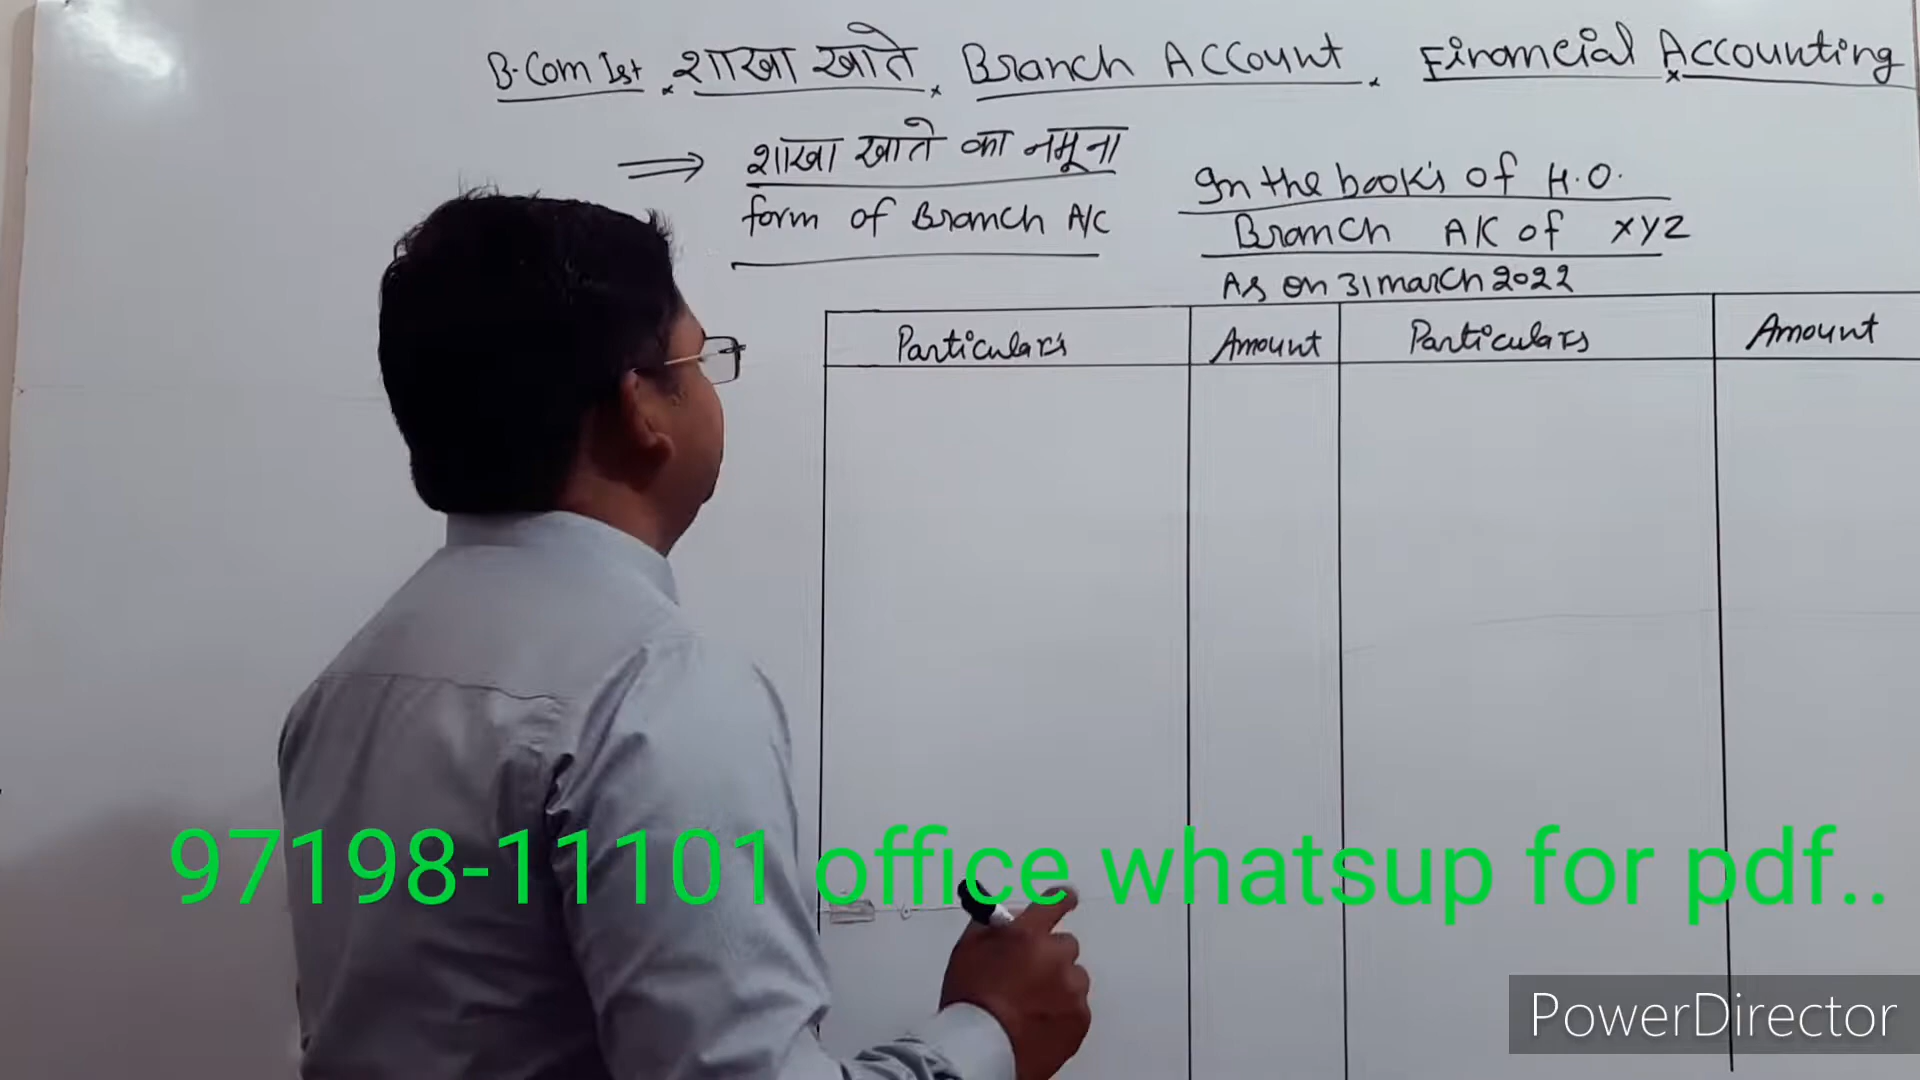 B.Com Ist . शाखा खाते . Branch Account . Financial Accounting
शाखा खाते का नमूना
form of Branch A/C
In the book's of H.O.
Branch A/C of XYZ
As on 31 march 2022
Particular's Amount Particulars Amount
97198-11101 office whatsup for pdf..
PowerDirector